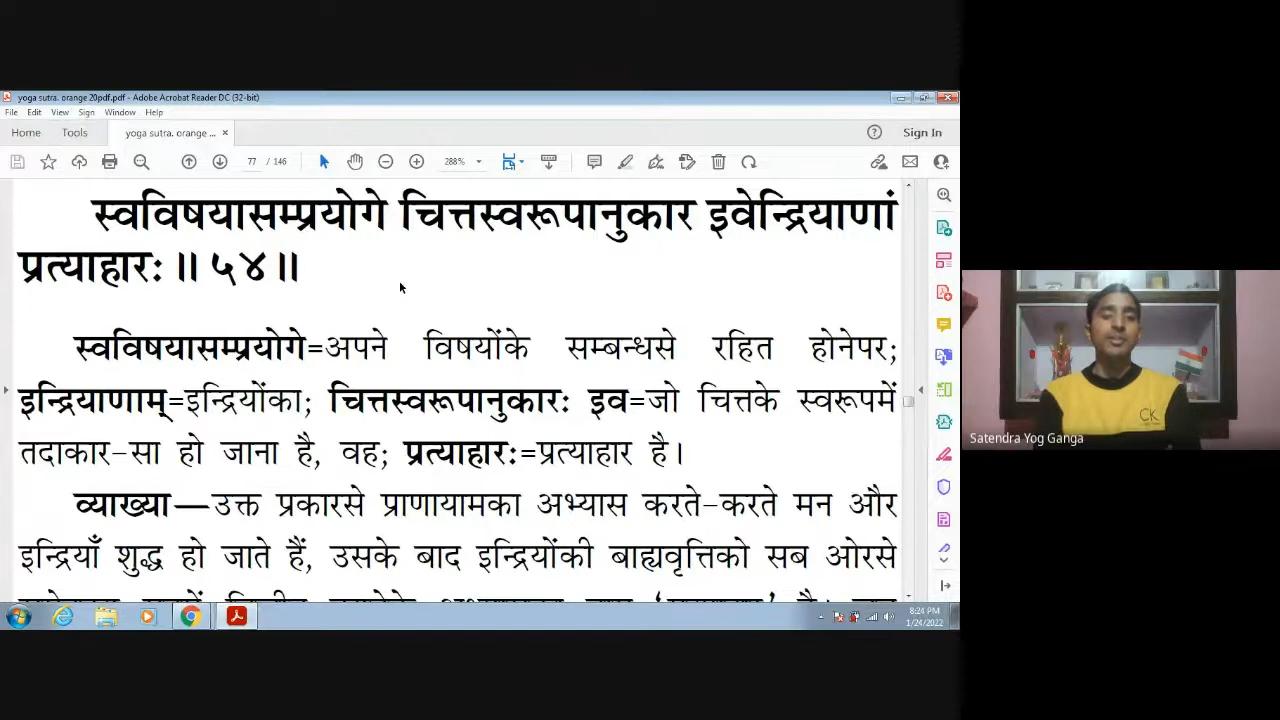 yoga sutra. orange 20pdf.pdf - Adobe Acrobat Reader DC (32-bit)
File Edit View Sign Window Help
Home Tools yoga sutra. orange ... × Sign In
77 / 146 288%
स्वविषयासम्प्रयोगे चित्तस्वरूपानुकार इवेन्द्रियाणां
प्रत्याहारः ॥ ५४ ॥
स्वविषयासम्प्रयोगे=अपने विषयोंके सम्बन्धसे रहित होनेपर;
इन्द्रियाणाम्=इन्द्रियोंका; चित्तस्वरूपानुकारः इव=जो चित्तके स्वरूपमें
तदाकार-सा हो जाना है, वह; प्रत्याहारः=प्रत्याहार है।
व्याख्या—उक्त प्रकारसे प्राणायामका अभ्यास करते-करते मन और
इन्द्रियाँ शुद्ध हो जाते हैं, उसके बाद इन्द्रियोंकी बाह्यवृत्तिको सब ओरसे
CK
Satendra Yog Ganga
8:24 PM
1/24/2022